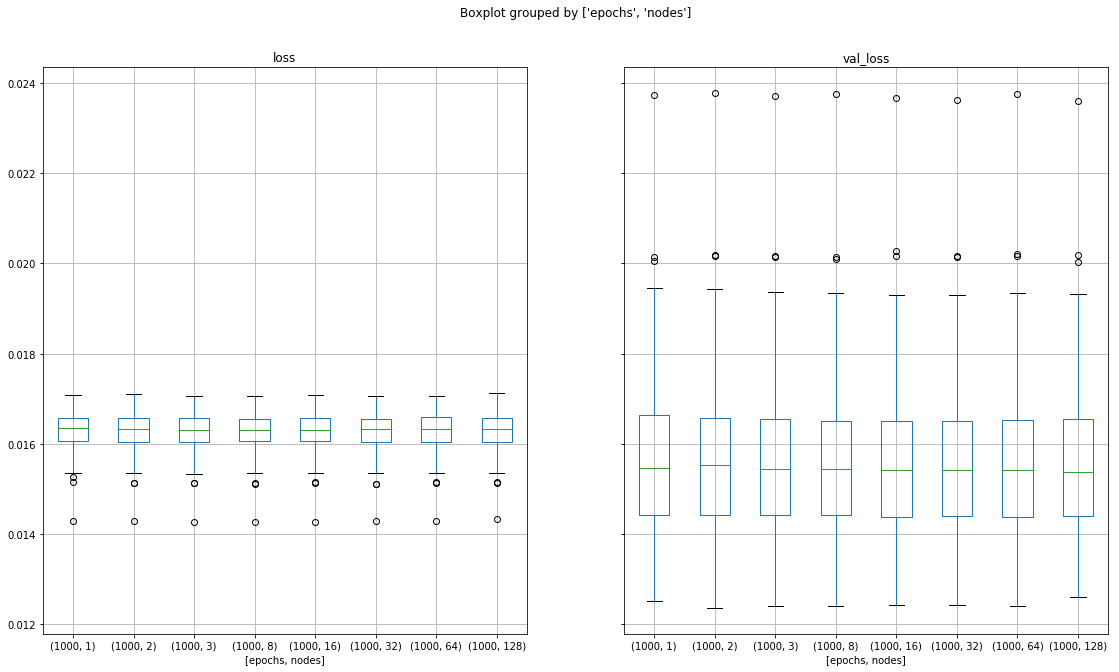 Boxplot grouped by ['epochs', 'nodes']
loss
0.024
0.022
0.020
0.018
0.016
0.014
0.012
(1000, 1) (1000, 2) (1000, 3) (1000, 8) (1000, 16) (1000, 32) (1000, 64) (1000, 128)
[epochs, nodes]
val_loss
(1000, 1) (1000, 2) (1000, 3) (1000, 8) (1000, 16) (1000, 32) (1000, 64) (1000, 128)
[epochs, nodes]